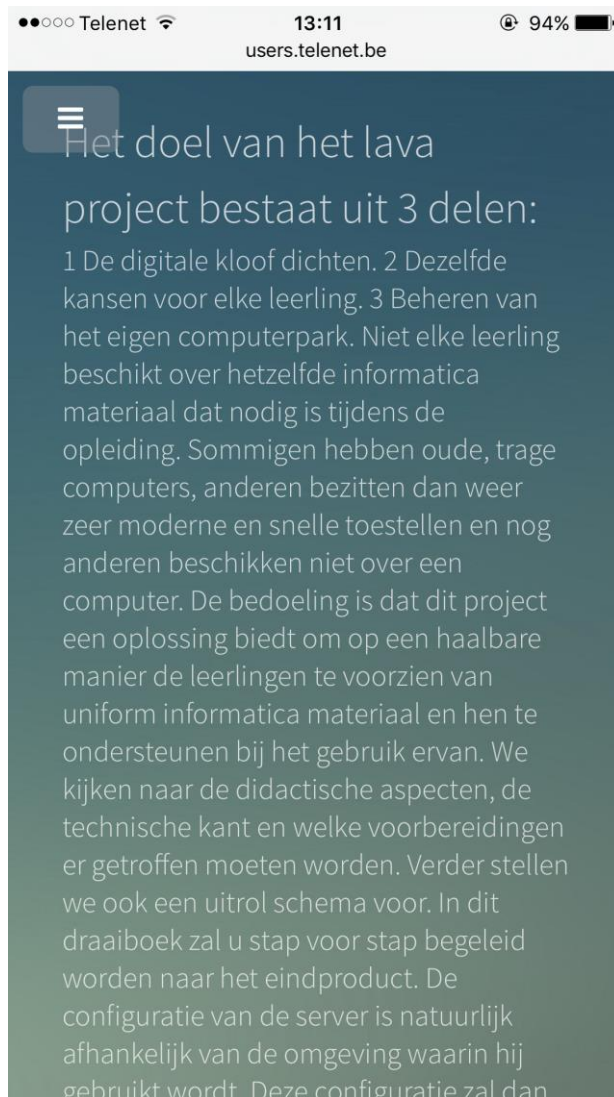 Telenet 13:11 94%
users.telenet.be
Het doel van het lava
project bestaat uit 3 delen:
1 De digitale kloof dichten. 2 Dezelfde
kansen voor elke leerling. 3 Beheren van
het eigen computerpark. Niet elke leerling
beschikt over hetzelfde informatica
materiaal dat nodig is tijdens de
opleiding. Sommigen hebben oude, trage
computers, anderen bezitten dan weer
zeer moderne en snelle toestellen en nog
anderen beschikken niet over een
computer. De bedoeling is dat dit project
een oplossing biedt om op een haalbare
manier de leerlingen te voorzien van
uniform informatica materiaal en hen te
ondersteunen bij het gebruik ervan. We
kijken naar de didactische aspecten, de
technische kant en welke voorbereidingen
er getroffen moeten worden. Verder stellen
we ook een uitrol schema voor. In dit
draaiboek zal u stap voor stap begeleid
worden naar het eindproduct. De
configuratie van de server is natuurlijk
afhankelijk van de omgeving waarin hij
gebruikt wordt. Deze configuratie zal dan